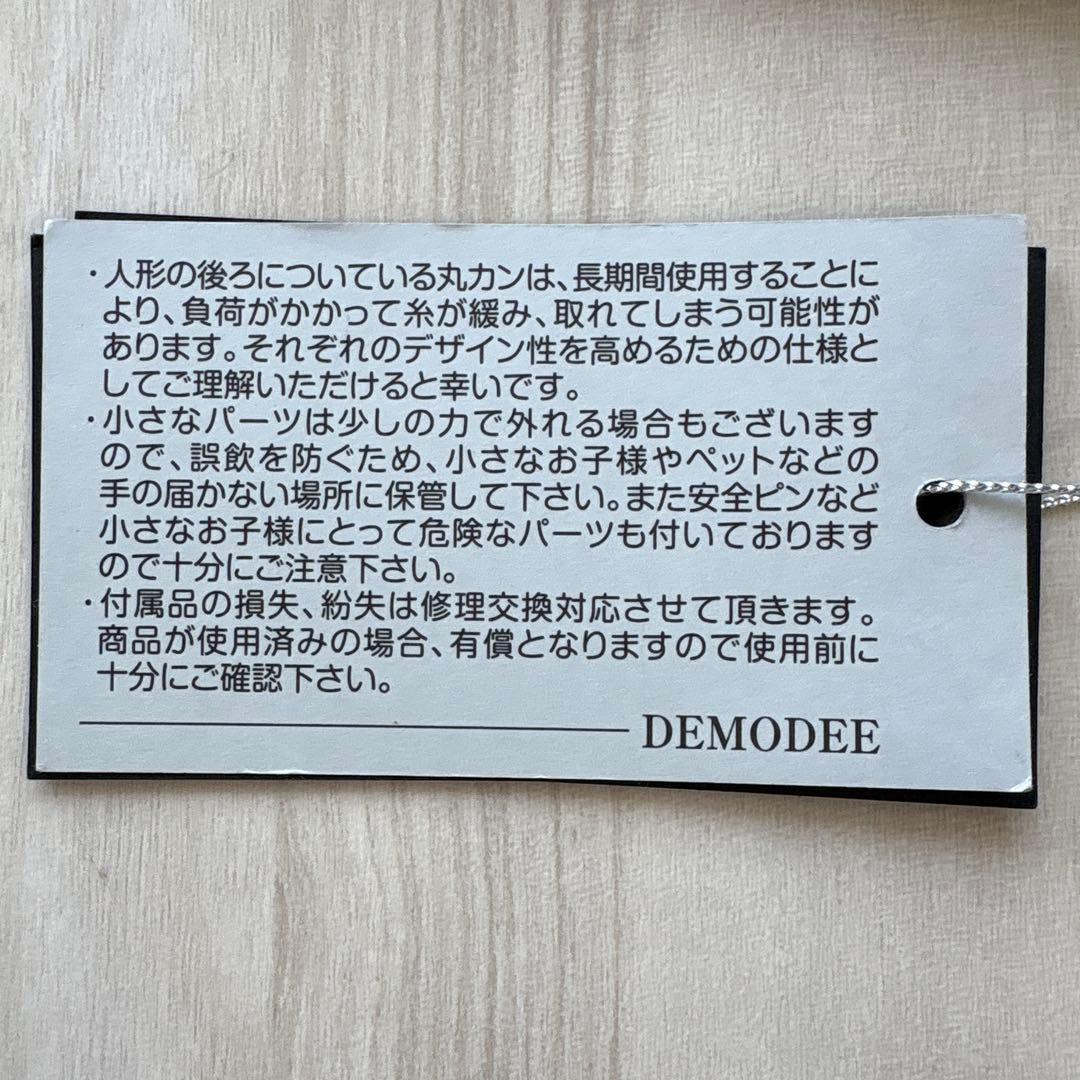 ・人形の後ろについている丸カンは、長期間使用することに
より、負荷がかかって糸が緩み、取れてしまう可能性が
あります。それぞれのデザイン性を高めるための仕様と
してご理解いただけると幸いです。
・小さなパーツは少しの力で外れる場合もございます
ので、誤飲を防ぐため、小さなお子様やペットなどの
手の届かない場所に保管して下さい。また安全ピンなど
小さなお子様にとって危険なパーツも付いております
ので十分にご注意下さい。
・付属品の損失、紛失は修理交換対応させて頂きます。
商品が使用済みの場合、有償となりますので使用前に
十分にご確認下さい。
DEMODEE